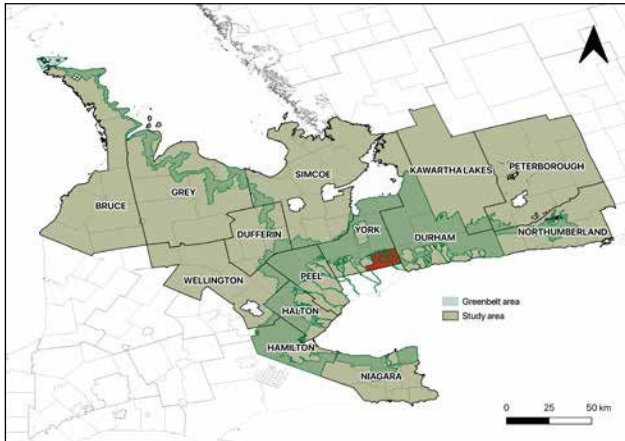 SIMCOE
KAWARTHA LAKES
PETERBOROUGH
GREY
BRUCE
DUFFERIN
YORK
DURHAM
NORTHUMBERLAND
WELLINGTON
PEEL
HALTON
HAMILTON
NIAGARA
Greenbelt area
Study area
0 25 50 km